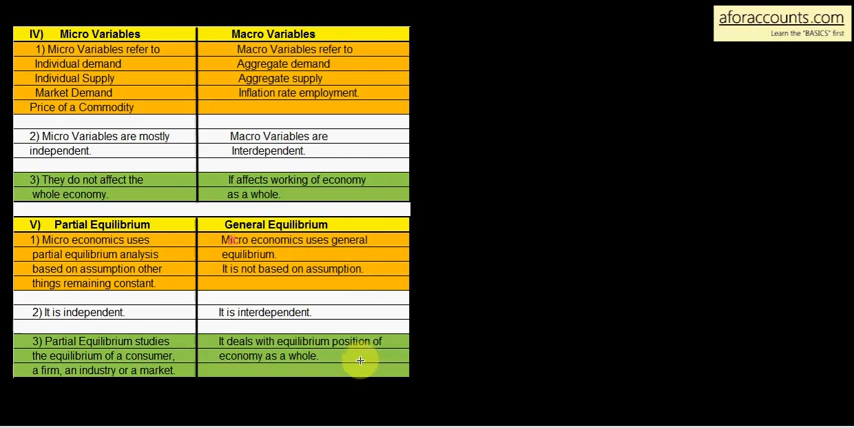 aforaccounts.com
Learn the "BASICS" first
IV) Micro Variables Macro Variables
1) Micro Variables refer to Macro Variables refer to
Individual demand Aggregate demand
Individual Supply Aggregate supply
Market Demand Inflation rate employment.
Price of a Commodity
2) Micro Variables are mostly Macro Variables are
independent. Interdependent.
3) They do not affect the If affects working of economy
whole economy. as a whole.
V) Partial Equilibrium General Equilibrium
1) Micro economics uses Micro economics uses general
partial equilibrium analysis equilibrium.
based on assumption other It is not based on assumption.
things remaining constant.
2) It is independent. It is interdependent.
3) Partial Equilibrium studies It deals with equilibrium position of
the equilibrium of a consumer, economy as a whole.
a firm, an industry or a market.